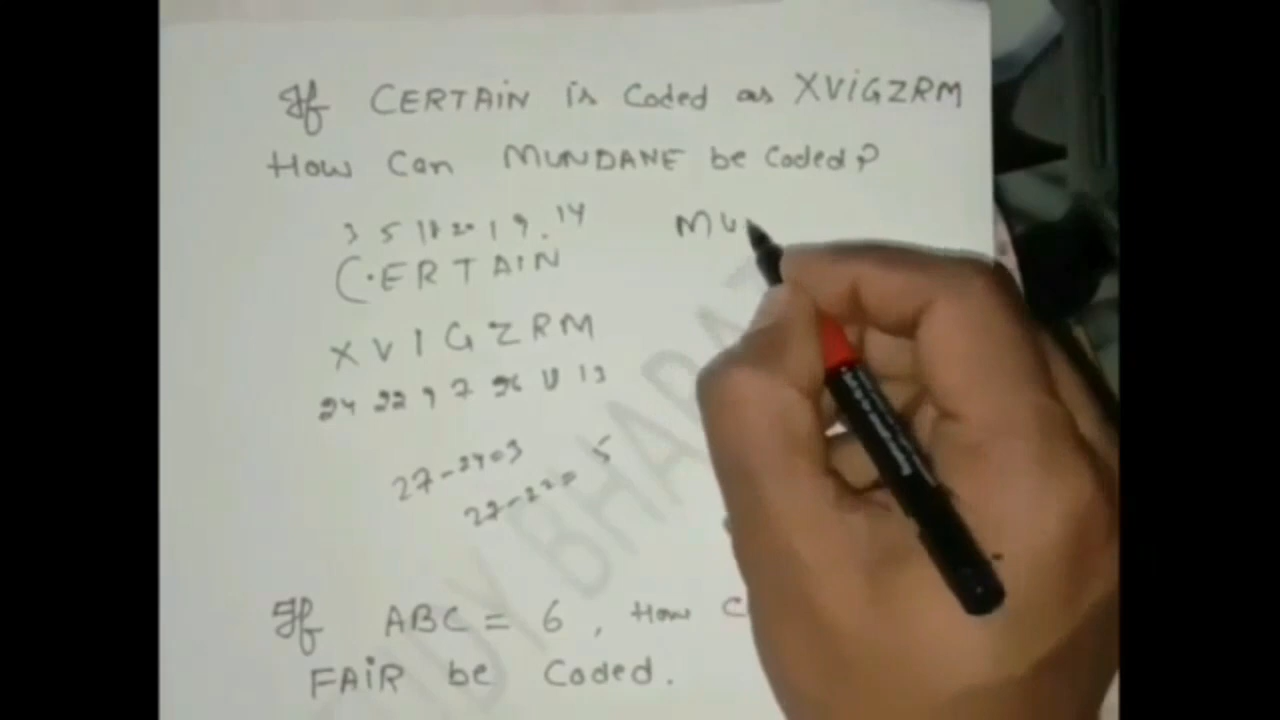 If CERTAiN is Coded as XViGZRM
How Can MUNDANE be Coded?
3 5 18 20 1 9 14
CERTAIN
MU
XVIGZRM
24 22 9 7 26 18 13
27-24=3
27-22= 5
If ABC = 6, How C
FAiR be Coded.